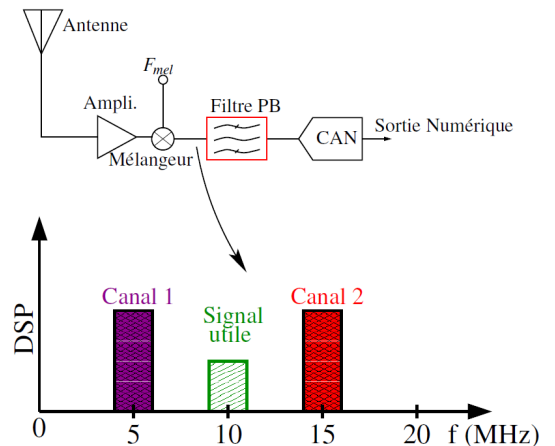 Antenne
F_mel
Ampli.
Filtre PB
Mélangeur
CAN
Sortie Numérique
Canal 1
Signal
utile
Canal 2
DSP
0
5
10
15
20
f (MHz)